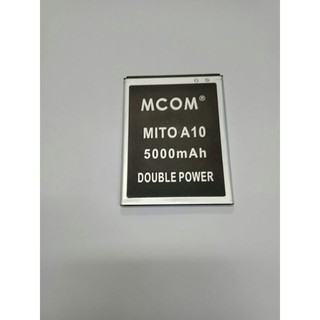 MCOM®
MITO A10
5000mAh
DOUBLE POWER